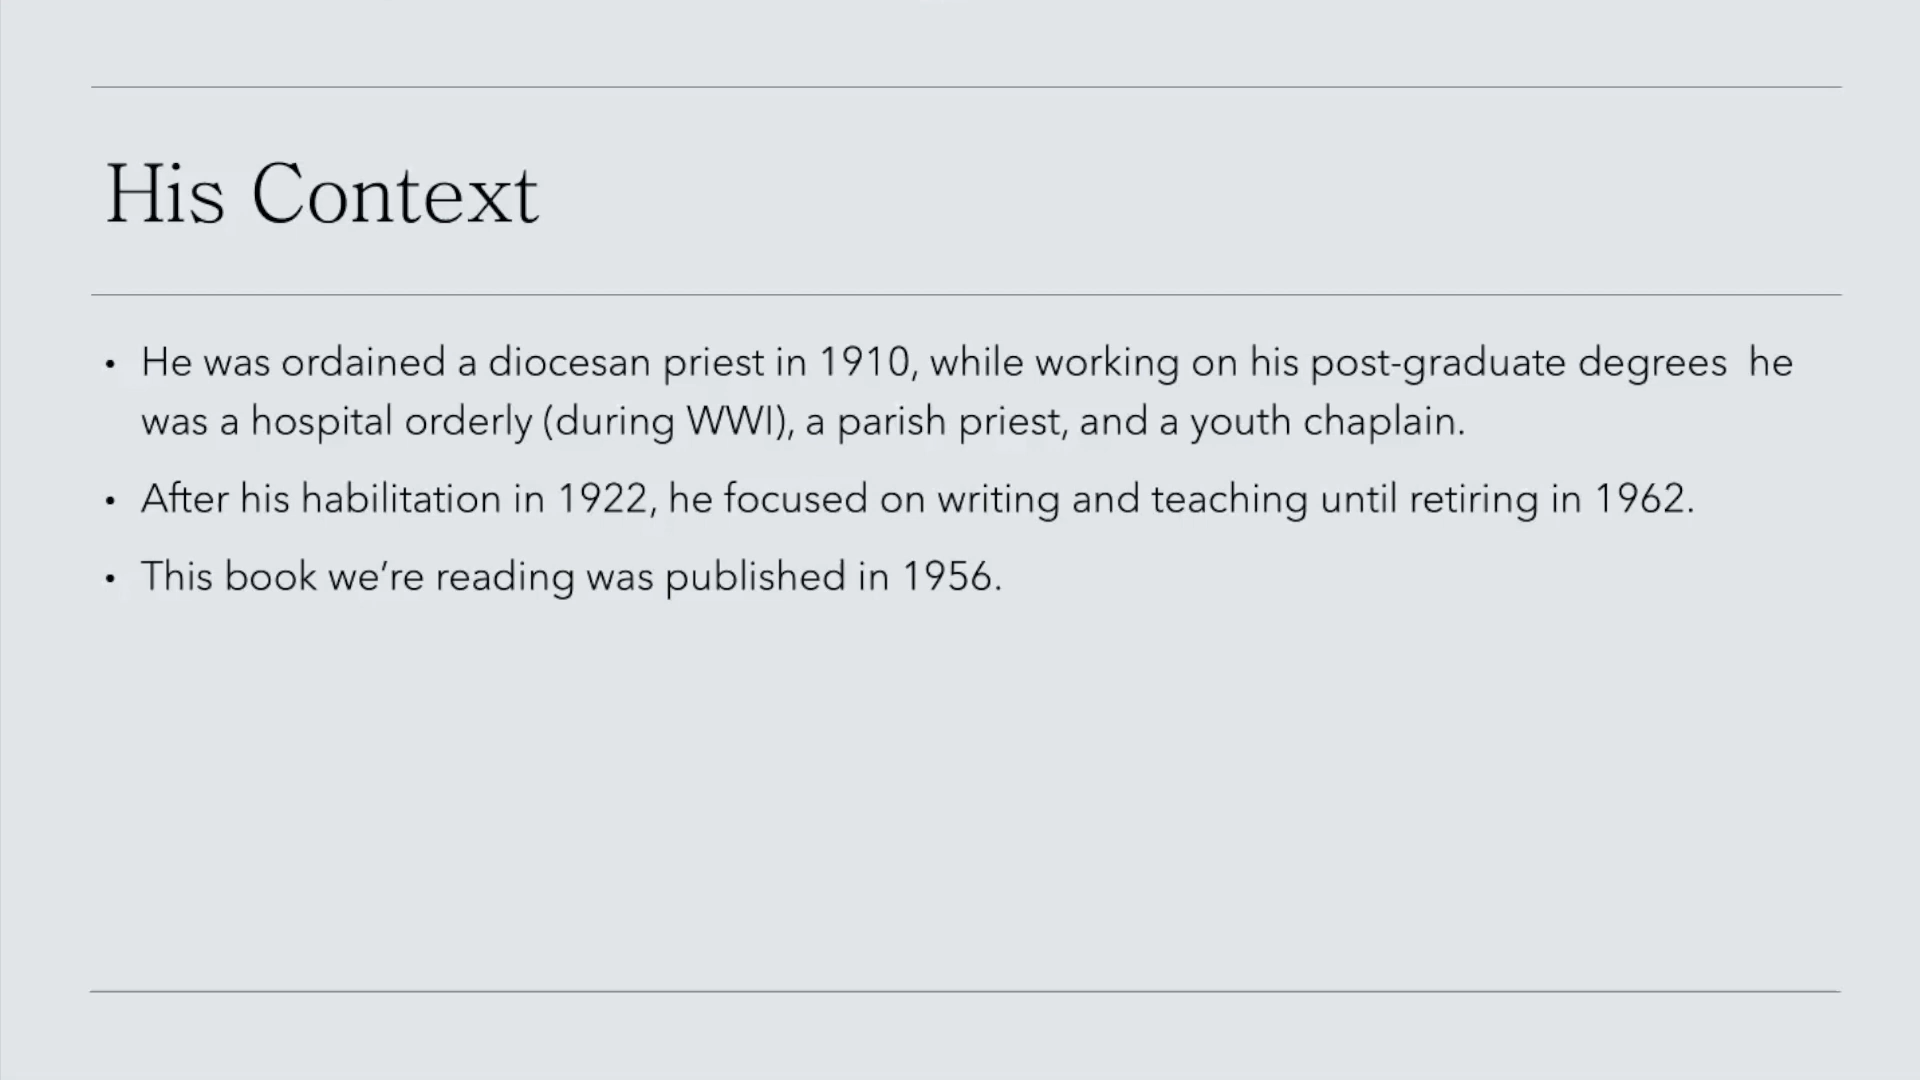 His Context
• He was ordained a diocesan priest in 1910, while working on his post-graduate degrees  he
was a hospital orderly (during WWI), a parish priest, and a youth chaplain.
• After his habilitation in 1922, he focused on writing and teaching until retiring in 1962.
• This book we’re reading was published in 1956.